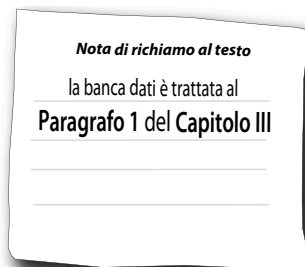 Nota di richiamo al testo
la banca dati è trattata al
Paragrafo 1 del Capitolo III